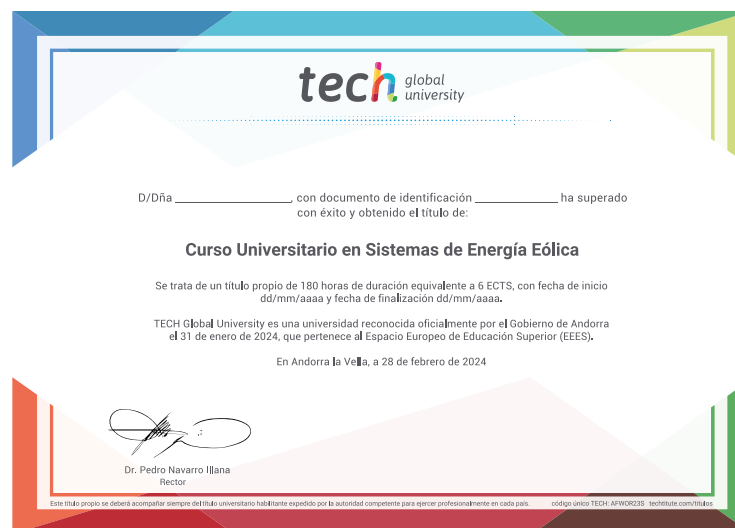 tech global university
D/Dña ______________, con documento de identificación __________ ha superado
con éxito y obtenido el título de:
Curso Universitario en Sistemas de Energía Eólica
Se trata de un título propio de 180 horas de duración equivalente a 6 ECTS, con fecha de inicio
dd/mm/aaaa y fecha de finalización dd/mm/aaaa.
TECH Global University es una universidad reconocida oficialmente por el Gobierno de Andorra
el 31 de enero de 2024, que pertenece al Espacio Europeo de Educación Superior (EEES).
En Andorra la Vella, a 28 de febrero de 2024
Dr. Pedro Navarro Illana
Rector
Este título propio se deberá acompañar siempre del título universitario habilitante expedido por la autoridad competente para ejercer profesionalmente en cada país. código único TECH: AFWOR23S techtitute.com/titulos